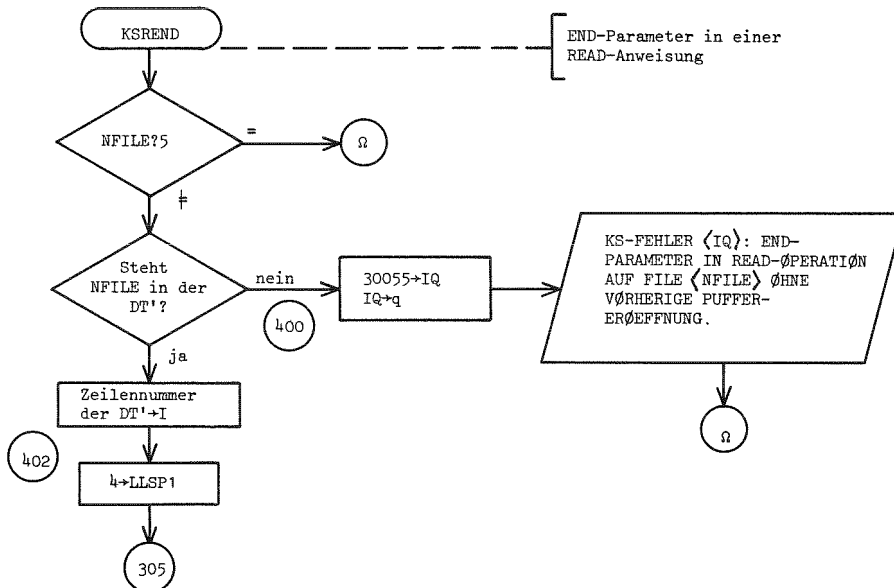 KSREND
END-Parameter in einer
READ-Anweisung
NFILE?5
=
Ω
≠
Steht
NFILE in der
DT'?
nein
400
30055→IQ
IQ→q
KS-FEHLER ⟨IQ⟩: END-
PARAMETER IN READ-ØPERATION
AUF FILE ⟨NFILE⟩ ØHNE
VØRHERIGE PUFFER-
ERØEFFNUNG.
Ω
ja
Zeilennummer
der DT'→I
402
4→LLSP1
305